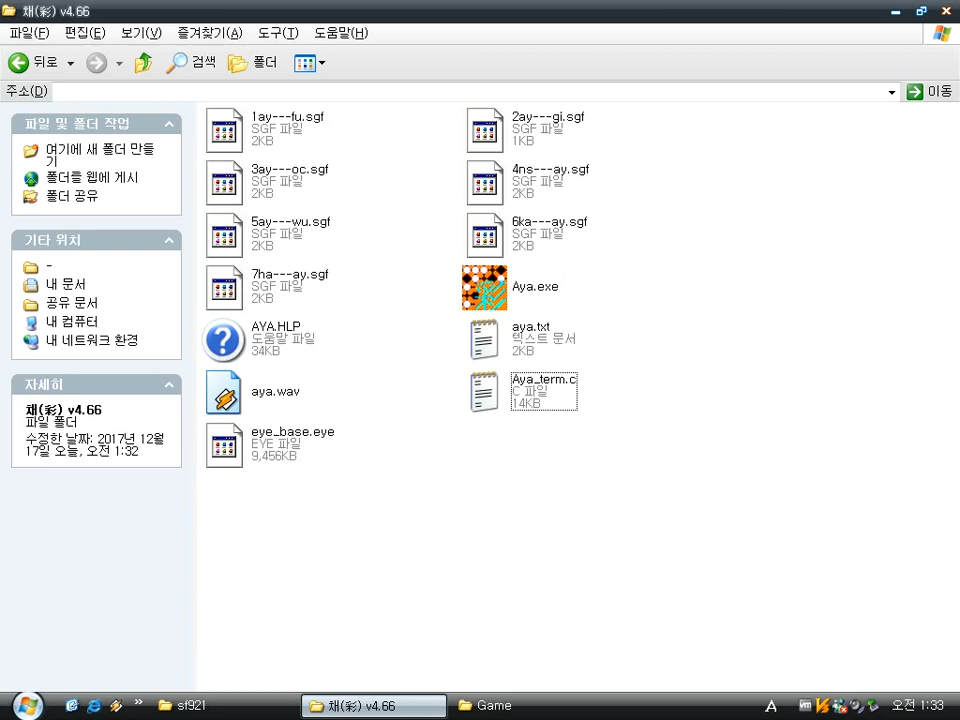 채(彩) v4.66
파일(F) 편집(E) 보기(V) 즐겨찾기(A) 도구(T) 도움말(H)
뒤로 검색 폴더
주소(D) 이동
파일 및 폴더 작업
여기에 새 폴더 만들
기
폴더를 웹에 게시
폴더 공유
기타 위치
-
내 문서
공유 문서
내 컴퓨터
내 네트워크 환경
자세히
채(彩) v4.66
파일 폴더
수정한 날짜: 2017년 12월
17일 오늘, 오전 1:32
1ay---fu.sgf
SGF 파일
2KB
2ay---gi.sgf
SGF 파일
1KB
3ay---oc.sgf
SGF 파일
2KB
4ns---ay.sgf
SGF 파일
2KB
5ay---wu.sgf
SGF 파일
2KB
6ka---ay.sgf
SGF 파일
2KB
7ha---ay.sgf
SGF 파일
2KB
Aya.exe
AYA.HLP
도움말 파일
34KB
aya.txt
텍스트 문서
2KB
aya.wav
Aya_term.c
C 파일
14KB
eye_base.eye
EYE 파일
9,456KB
» sf921 채(彩) v4.66 Game A 오전 1:33